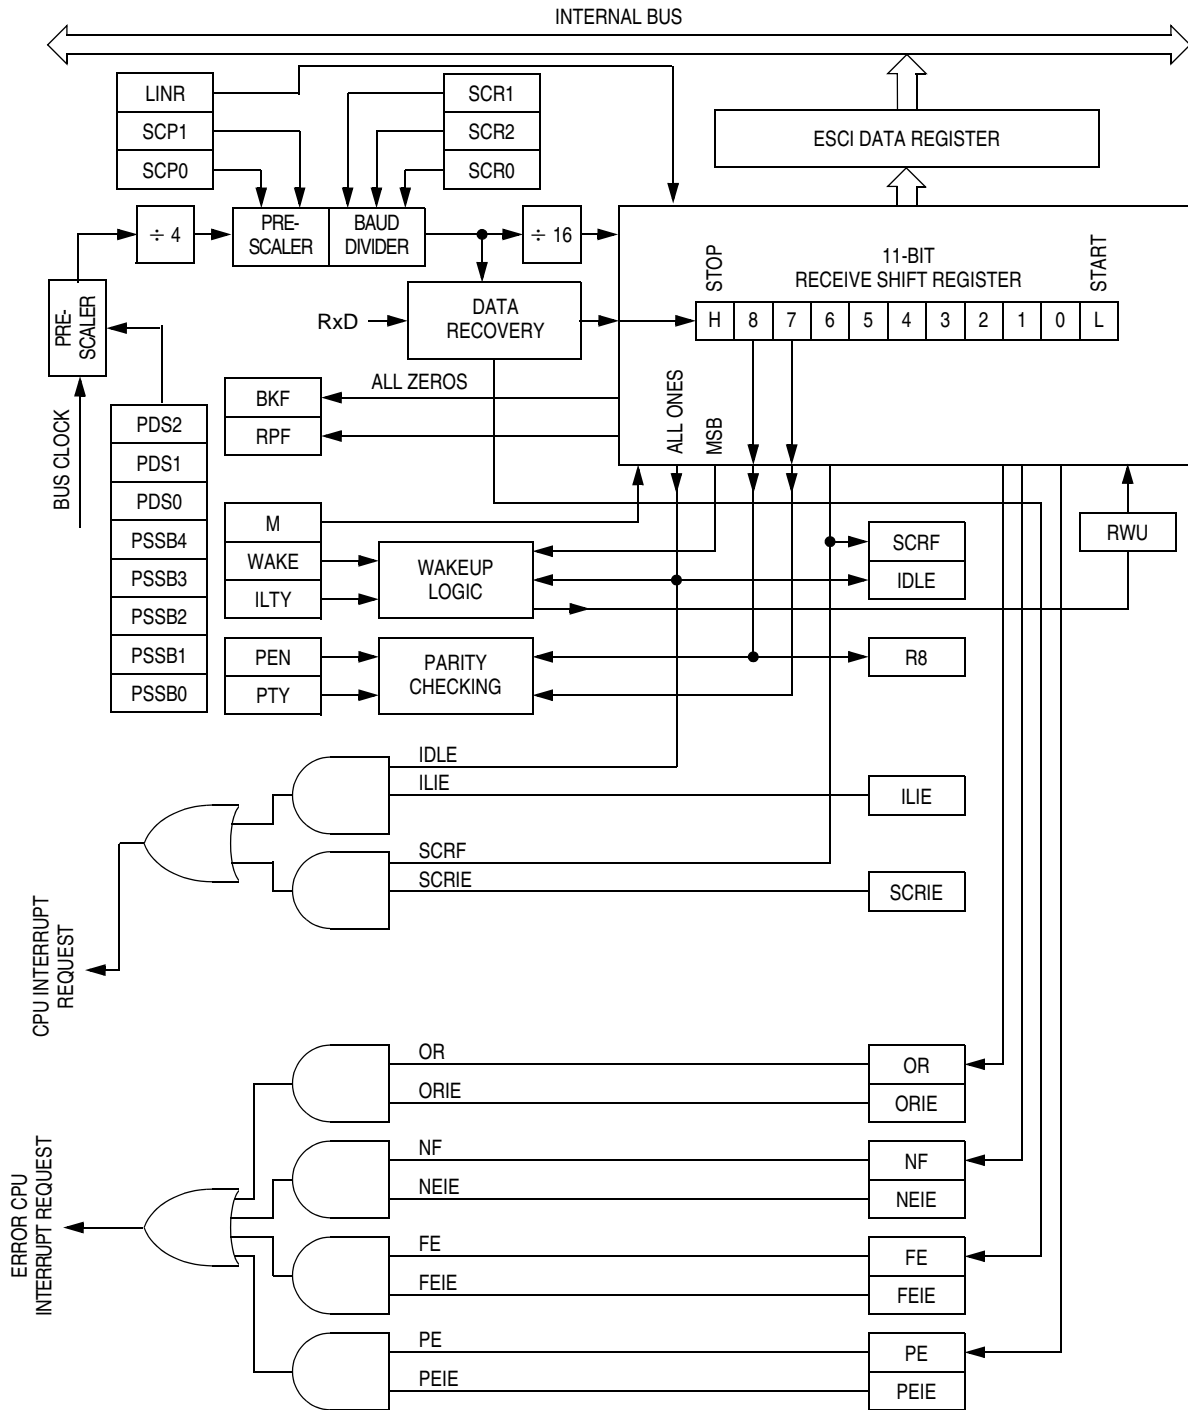 INTERNAL BUS
LINR
SCP1
SCP0
SCR1
SCR2
SCR0
ESCI DATA REGISTER
÷ 4
PRE-
SCALER
BAUD
DIVIDER
÷ 16
STOP
11-BIT
RECEIVE SHIFT REGISTER
START
PRE-
SCALER
RxD
DATA
RECOVERY
H
8
7
6
5
4
3
2
1
0
L
BUS CLOCK
ALL ZEROS
BKF
RPF
ALL ONES
MSB
PDS2
PDS1
PDS0
PSSB4
PSSB3
PSSB2
PSSB1
PSSB0
M
WAKE
ILTY
WAKEUP
LOGIC
SCRF
IDLE
RWU
PEN
PTY
PARITY
CHECKING
R8
IDLE
ILIE
ILIE
SCRF
SCRIE
SCRIE
CPU INTERRUPT
REQUEST
OR
ORIE
OR
ORIE
NF
NEIE
NF
NEIE
FE
FEIE
FE
FEIE
PE
PEIE
PE
PEIE
ERROR CPU
INTERRUPT REQUEST